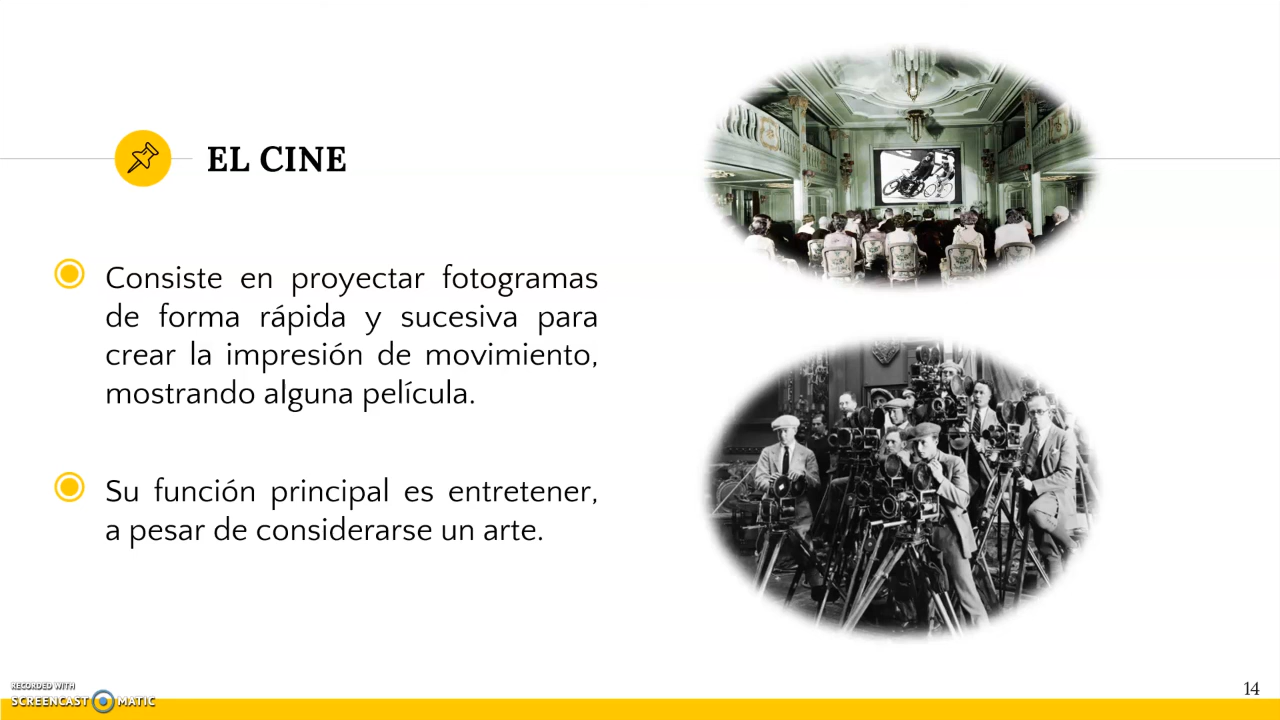 EL CINE
Consiste en proyectar fotogramas
de forma rápida y sucesiva para
crear la impresión de movimiento,
mostrando alguna película.
Su función principal es entretener,
a pesar de considerarse un arte.
RECORDED WITH
SCREENCAST MATIC
14